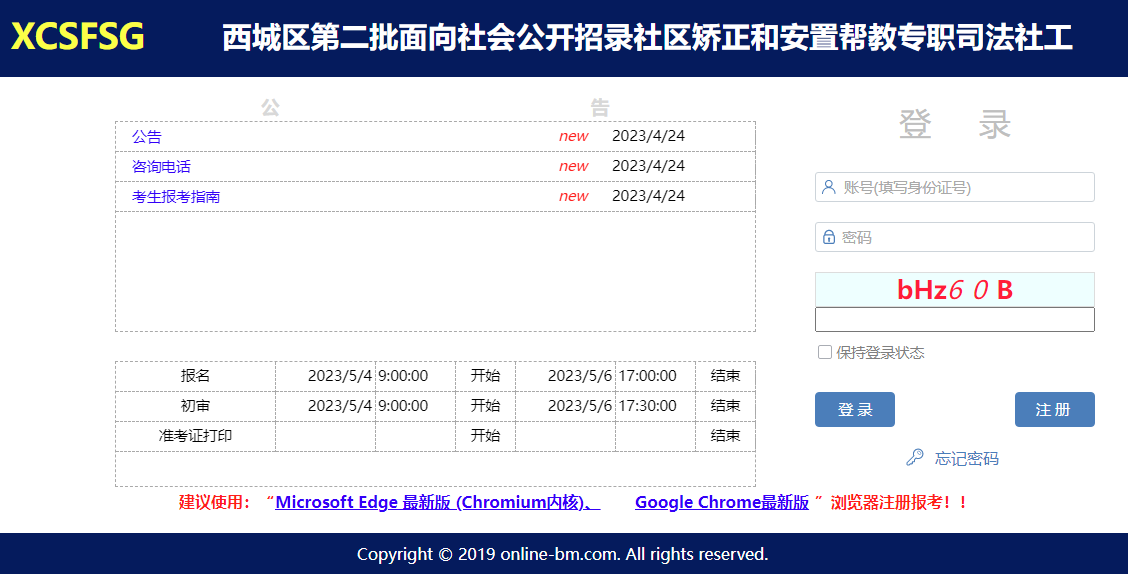 XCSFSG 西城区第二批面向社会公开招录社区矫正和安置帮教专职司法社工
公 告
公告 new 2023/4/24
咨询电话 new 2023/4/24
考生报考指南 new 2023/4/24
报名 2023/5/4 9:00:00 开始 2023/5/6 17:00:00 结束
初审 2023/5/4 9:00:00 开始 2023/5/6 17:30:00 结束
准考证打印 开始 结束
登 录
账号(填写身份证号)
密码
bHz6 0 B
保持登录状态
登 录 注 册
忘记密码
建议使用：“Microsoft Edge 最新版 (Chromium内核)、 Google Chrome最新版 ”浏览器注册报考！！
Copyright © 2019 online-bm.com. All rights reserved.